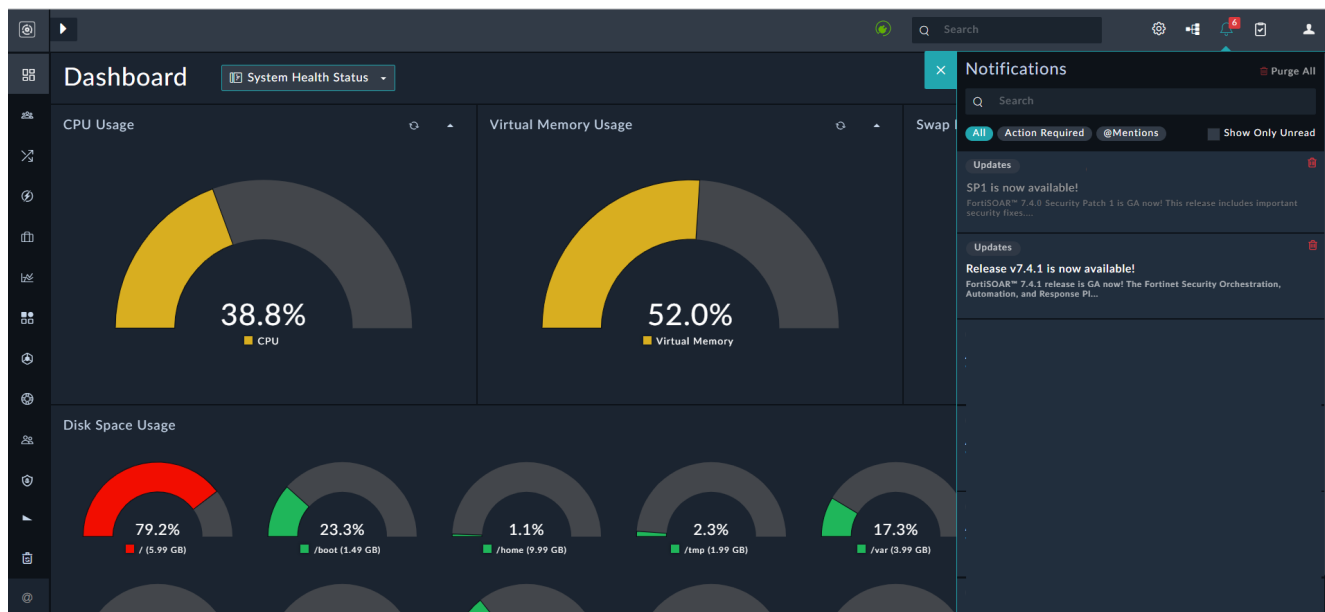 Search
6
Dashboard
System Health Status
Notifications
Purge All
Search
All
Action Required
@Mentions
Show Only Unread
Updates
SP1 is now available!
FortiSOAR™ 7.4.0 Security Patch 1 is GA now! This release includes important
security fixes....
Updates
Release v7.4.1 is now available!
FortiSOAR™ 7.4.1 release is GA now! The Fortinet Security Orchestration,
Automation, and Response Pl...
CPU Usage
38.8%
CPU
Virtual Memory Usage
52.0%
Virtual Memory
Swap
Disk Space Usage
79.2%
/ (5.99 GB)
23.3%
/boot (1.49 GB)
1.1%
/home (9.99 GB)
2.3%
/tmp (1.99 GB)
17.3%
/var (3.99 GB)
@